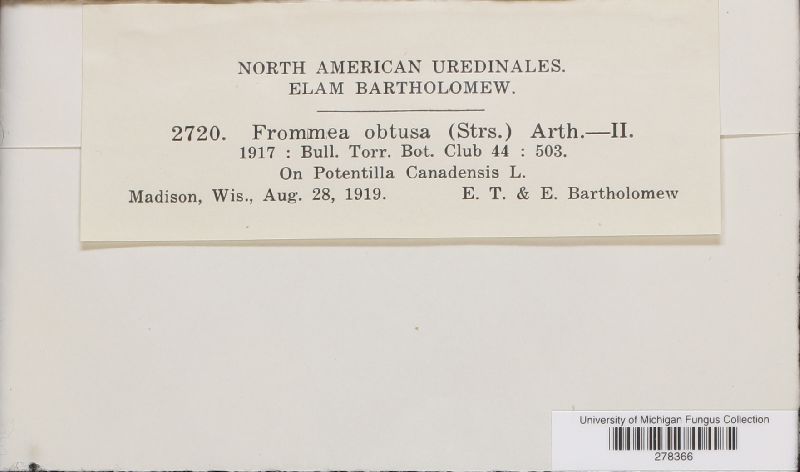 NORTH AMERICAN UREDINALES.
ELAM BARTHOLOMEW.
2720. Frommea obtusa (Strs.) Arth.—II.
1917 : Bull. Torr. Bot. Club 44 : 503.
On Potentilla Canadensis L.
Madison, Wis., Aug. 28, 1919. E. T. & E. Bartholomew
University of Michigan Fungus Collection
278366